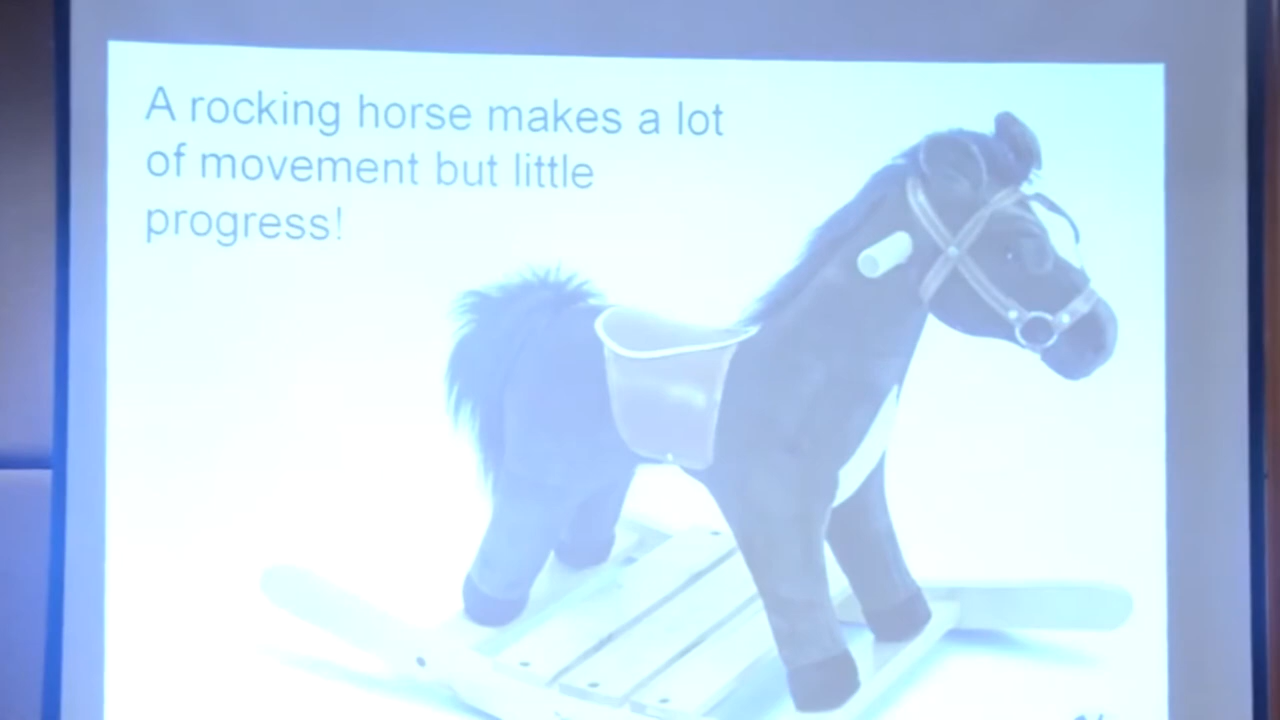 A rocking horse makes a lot
of movement but little
progress!